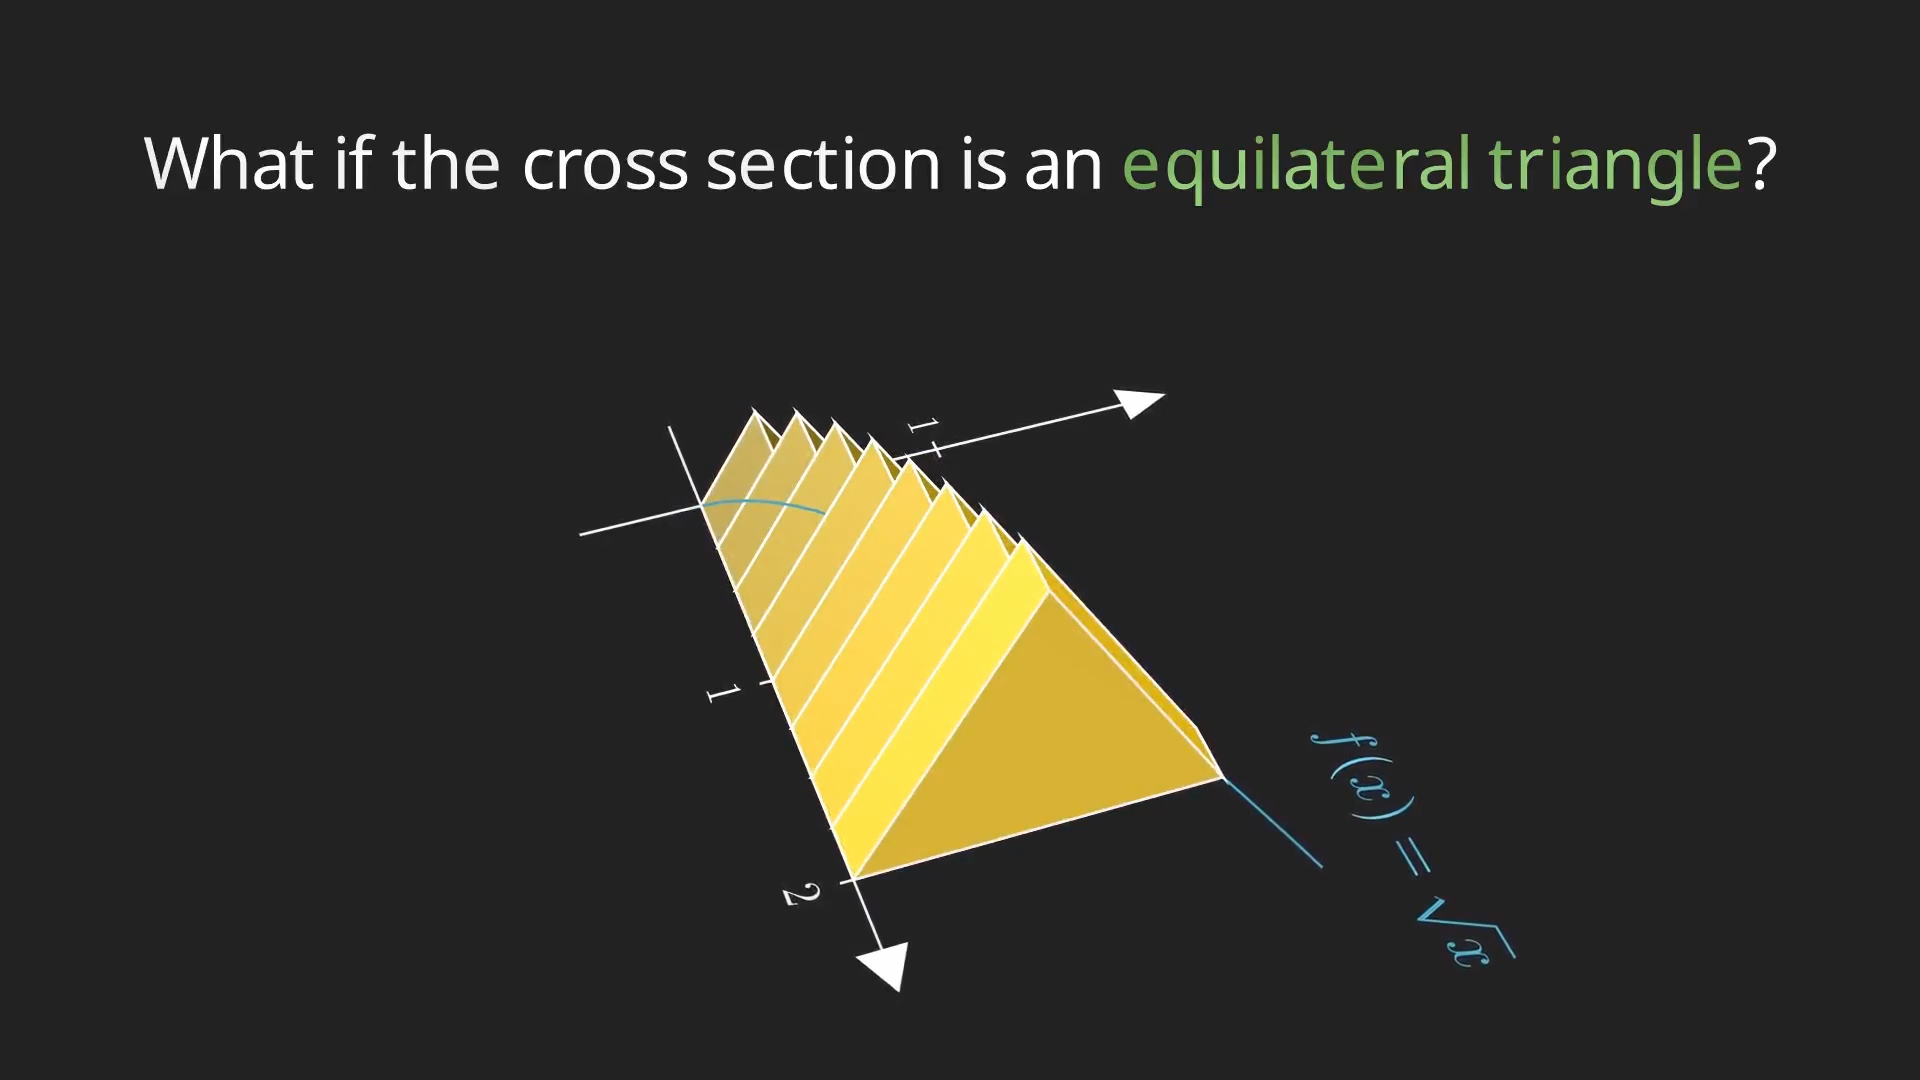 What if the cross section is an equilateral triangle?
1
1
2
f(x) = √x